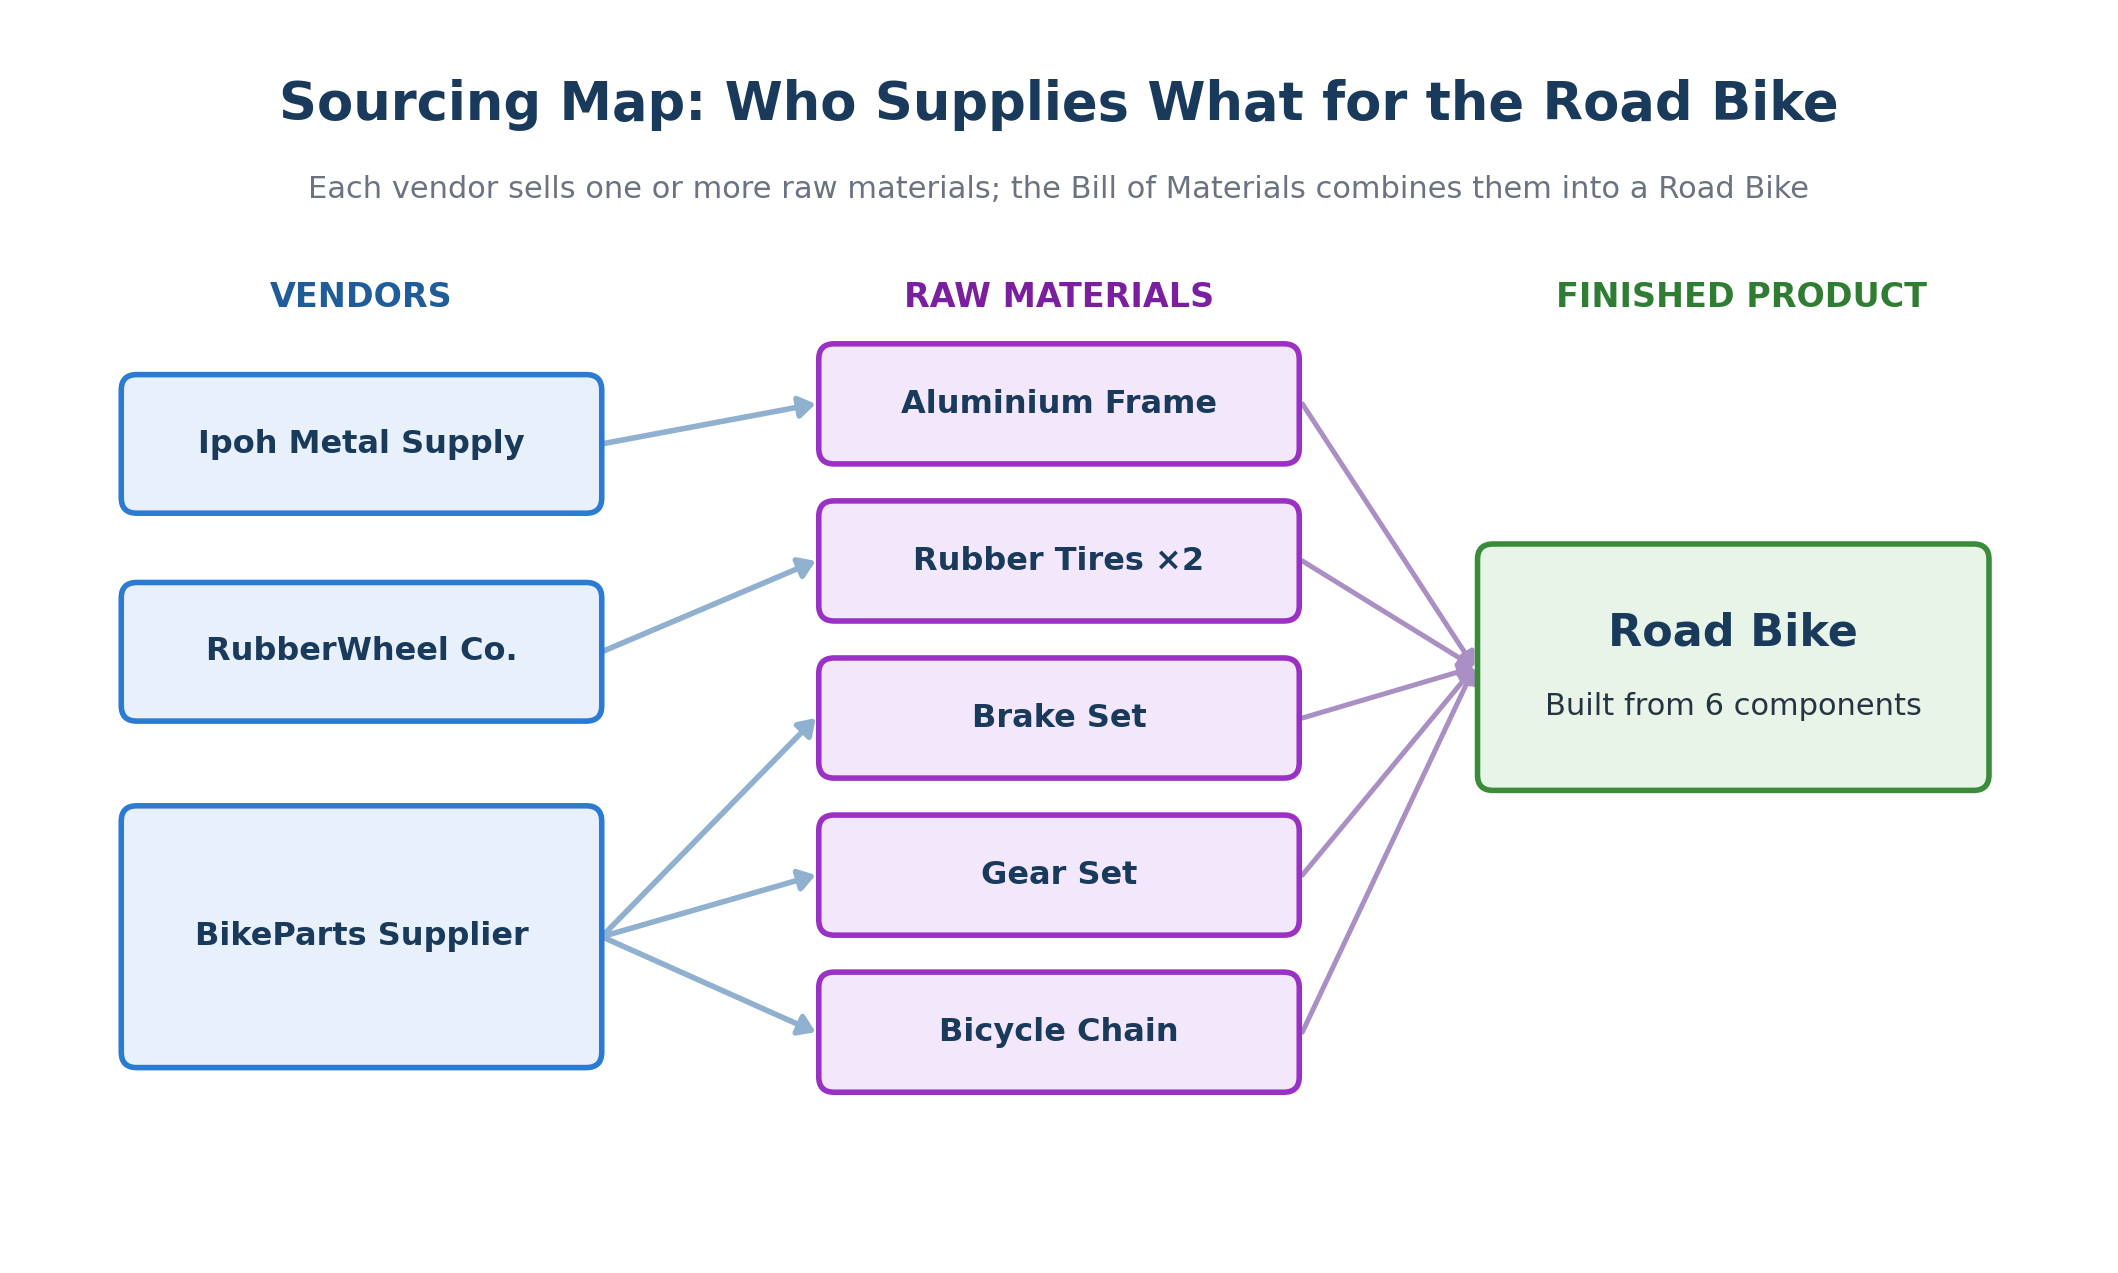 Sourcing Map: Who Supplies What for the Road Bike
Each vendor sells one or more raw materials; the Bill of Materials combines them into a Road Bike
VENDORS
RAW MATERIALS
FINISHED PRODUCT
Ipoh Metal Supply
RubberWheel Co.
BikeParts Supplier
Aluminium Frame
Rubber Tires ×2
Brake Set
Gear Set
Bicycle Chain
Road Bike
Built from 6 components